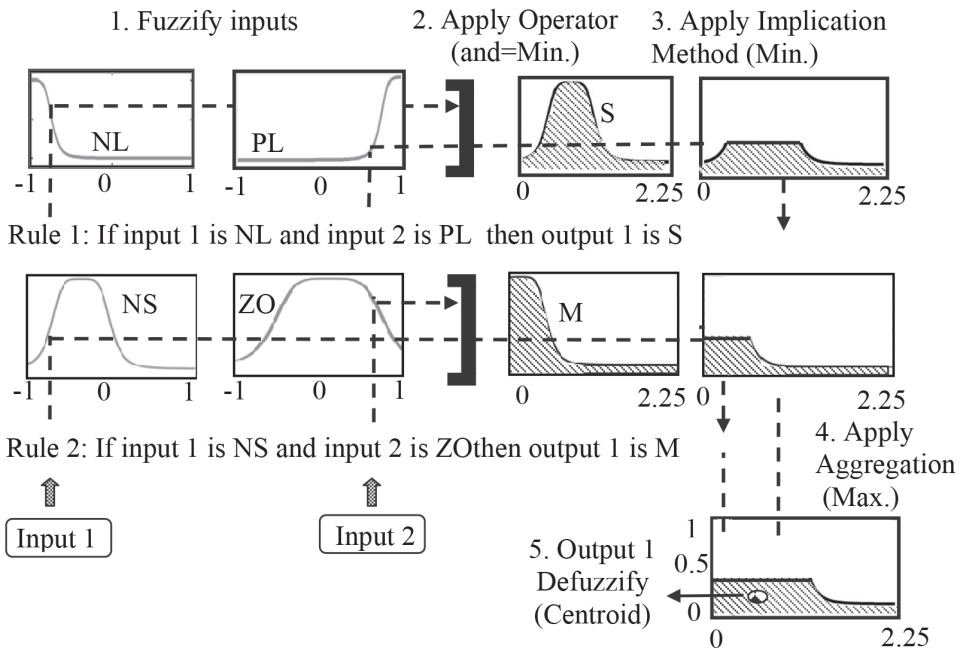 1. Fuzzify inputs
2. Apply Operator
(and=Min.)
3. Apply Implication
Method (Min.)
NL
PL
S
-1 0 1
-1 0 1
0 2.25
0 2.25
Rule 1: If input 1 is NL and input 2 is PL then output 1 is S
NS
ZO
M
-1 0 1
-1 0 1
0 2.25
0 2.25
Rule 2: If input 1 is NS and input 2 is ZOthen output 1 is M
4. Apply
Aggregation
(Max.)
Input 1
Input 2
5. Output 1
Defuzzify
(Centroid)
1
0.5
0
0 2.25